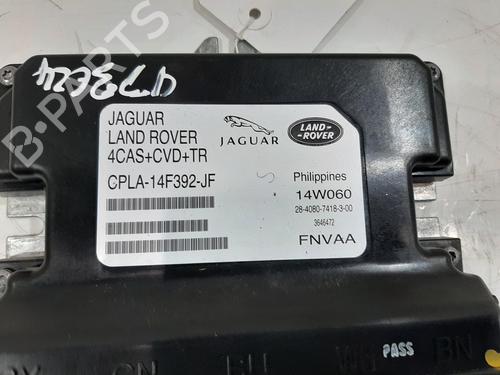 JAGUAR
LAND ROVER
4CAS+CVD+TR
CPLA-14F392-JF
JAGUAR
LAND-
ROVER
Philippines
14W060
28-4080-7418-3-00
3646472
FNVAA
PASS
BN
B-PARTS